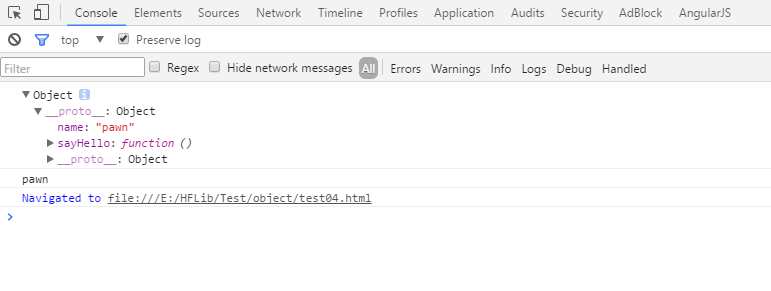 Console Elements Sources Network Timeline Profiles Application Audits Security AdBlock AngularJS
top Preserve log
Filter Regex Hide network messages All Errors Warnings Info Logs Debug Handled
Object i
__proto__: Object
name: "pawn"
sayHello: function ()
__proto__: Object
pawn
Navigated to file:///E:/HFLib/Test/object/test04.html